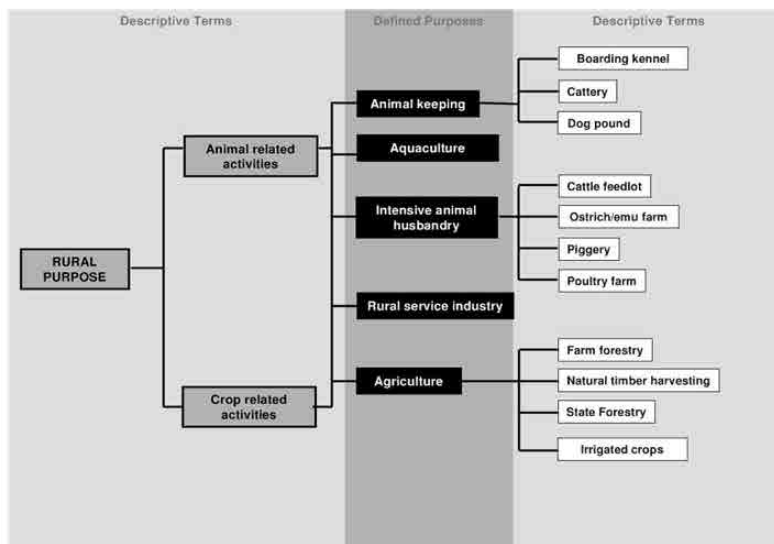 Descriptive Terms
Defined Purposes
Descriptive Terms
RURAL
PURPOSE
Animal related
activities
Crop related
activities
Animal keeping
Aquaculture
Intensive animal
husbandry
Rural service industry
Agriculture
Boarding kennel
Cattery
Dog pound
Cattle feedlot
Ostrich/emu farm
Piggery
Poultry farm
Farm forestry
Natural timber harvesting
State Forestry
Irrigated crops